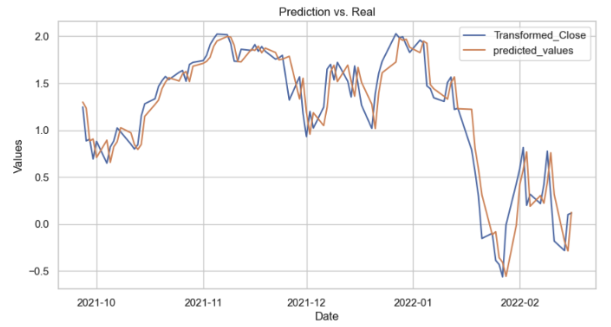 Prediction vs. Real
Transformed_Close
predicted_values
Values
2.0
1.5
1.0
0.5
0.0
−0.5
2021-10
2021-11
2021-12
2022-01
2022-02
Date